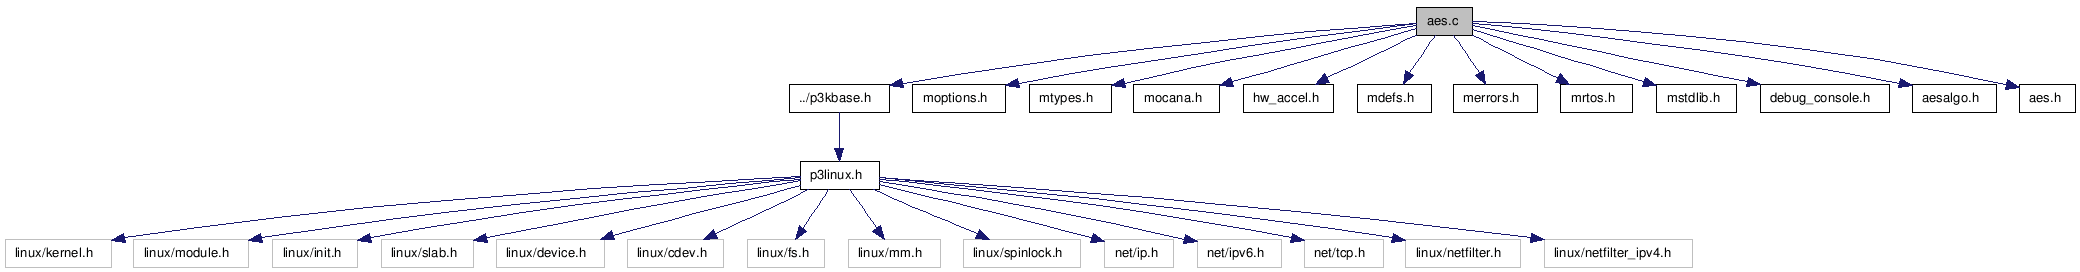 aes.c
../p3kbase.h
moptions.h
mtypes.h
mocana.h
hw_accel.h
mdefs.h
merrors.h
mrtos.h
mstdlib.h
debug_console.h
aesalgo.h
aes.h
p3linux.h
linux/kernel.h
linux/module.h
linux/init.h
linux/slab.h
linux/device.h
linux/cdev.h
linux/fs.h
linux/mm.h
linux/spinlock.h
net/ip.h
net/ipv6.h
net/tcp.h
linux/netfilter.h
linux/netfilter_ipv4.h